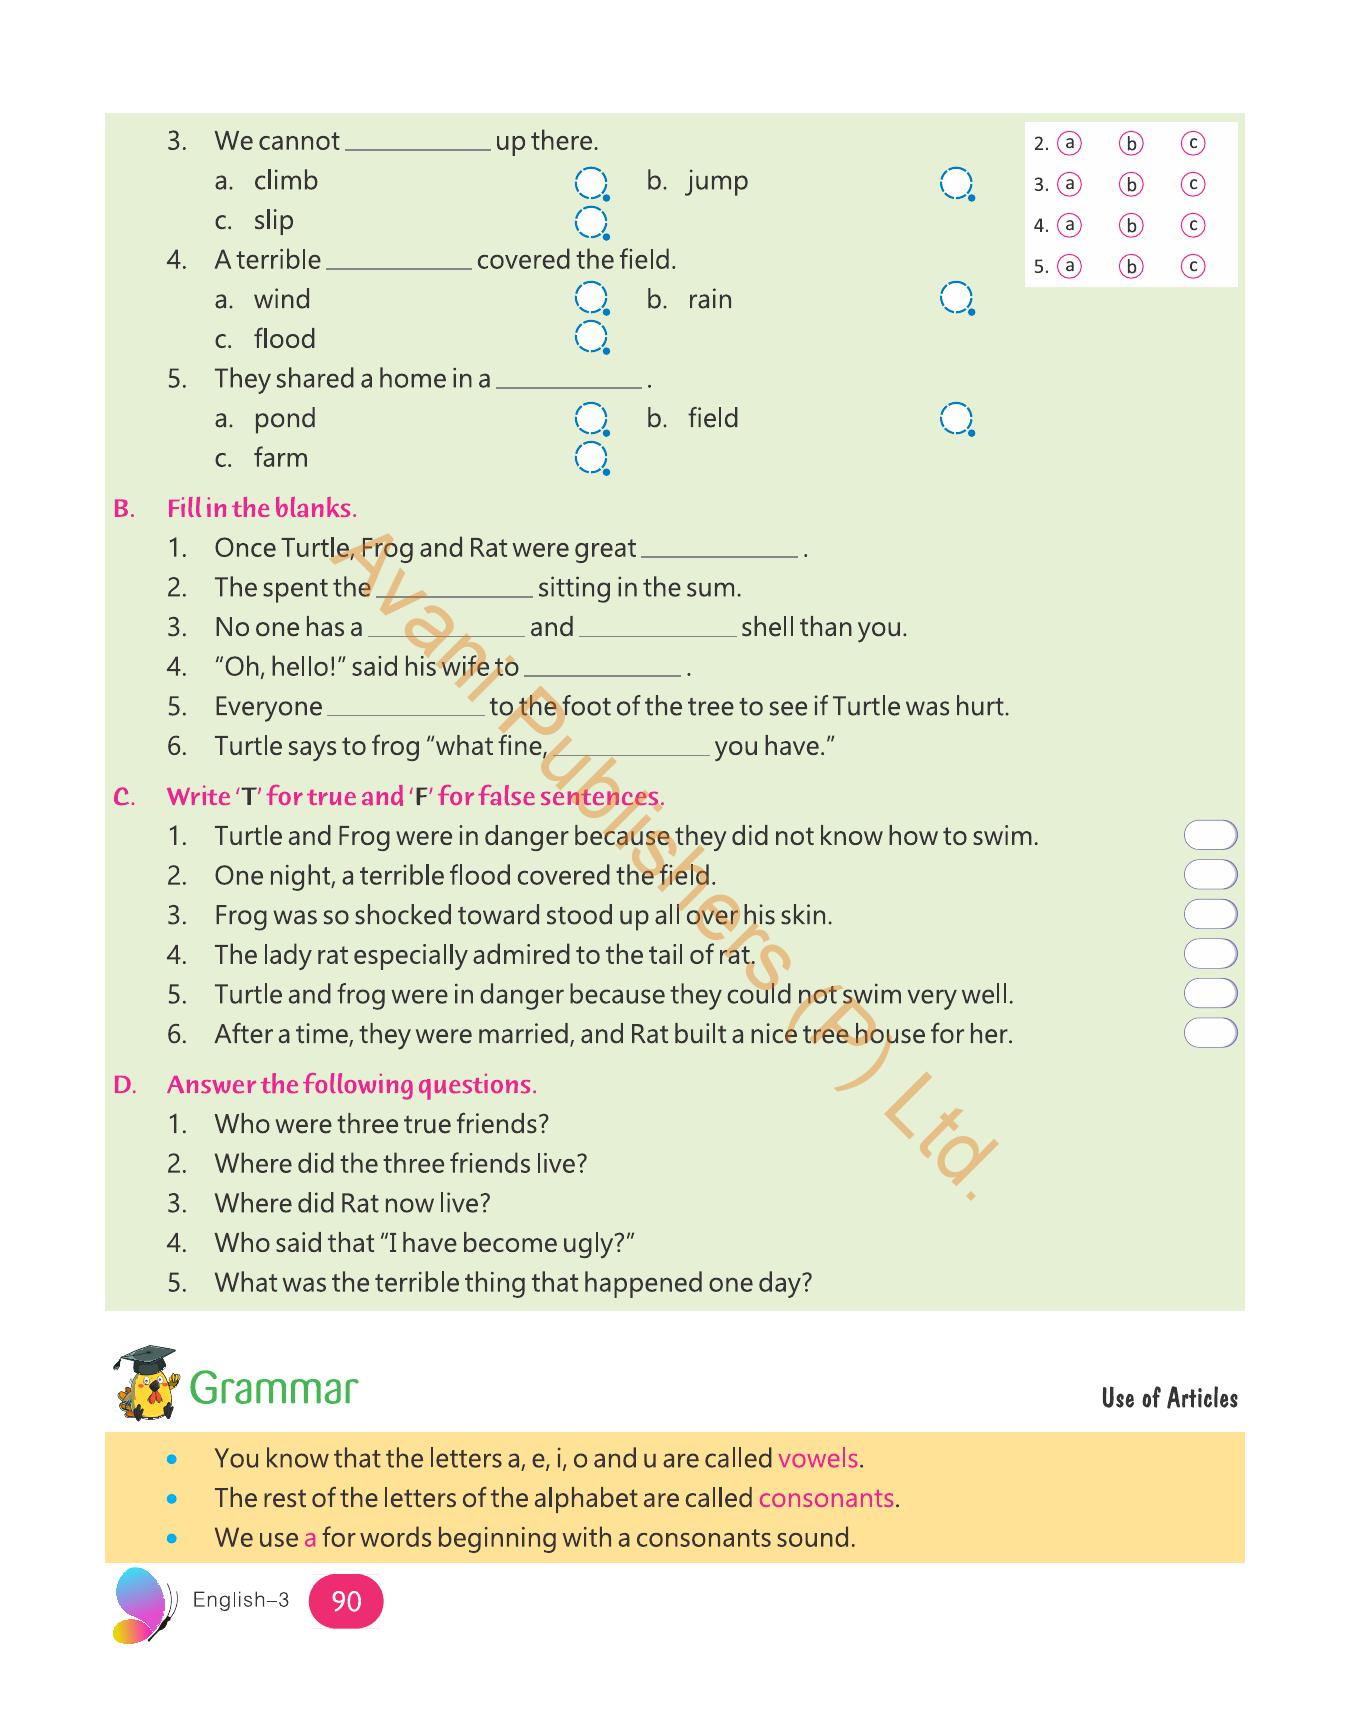 3. We cannot __________ up there.
a. climb b. jump
c. slip
4. A terrible __________ covered the field.
a. wind b. rain
c. flood
5. They shared a home in a __________ .
a. pond b. field
c. farm
2. a b c
3. a b c
4. a b c
5. a b c
B. Fill in the blanks.
1. Once Turtle, Frog and Rat were great __________ .
2. The spent the __________ sitting in the sum.
3. No one has a __________ and __________ shell than you.
4. “Oh, hello!” said his wife to __________ .
5. Everyone __________ to the foot of the tree to see if Turtle was hurt.
6. Turtle says to frog “what fine, __________ you have.”
C. Write ‘T’ for true and ‘F’ for false sentences.
1. Turtle and Frog were in danger because they did not know how to swim.
2. One night, a terrible flood covered the field.
3. Frog was so shocked toward stood up all over his skin.
4. The lady rat especially admired to the tail of rat.
5. Turtle and frog were in danger because they could not swim very well.
6. After a time, they were married, and Rat built a nice tree house for her.
D. Answer the following questions.
1. Who were three true friends?
2. Where did the three friends live?
3. Where did Rat now live?
4. Who said that “I have become ugly?”
5. What was the terrible thing that happened one day?
Avani Publishers (P) Ltd.
Grammar
Use of Articles
• You know that the letters a, e, i, o and u are called vowels.
• The rest of the letters of the alphabet are called consonants.
• We use a for words beginning with a consonants sound.
English–3 90